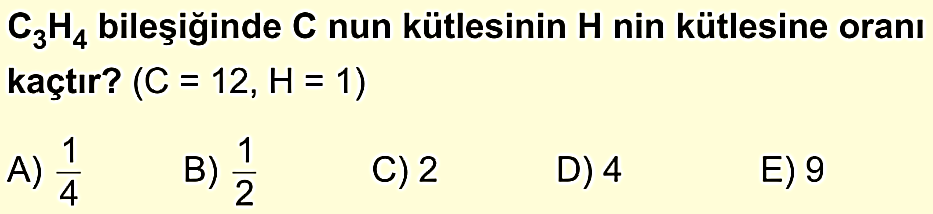 C₃H₄ bileşiğinde C nun kütlesinin H nin kütlesine oranı
kaçtır? (C = 12, H = 1)
A) 1/4 B) 1/2 C) 2 D) 4 E) 9